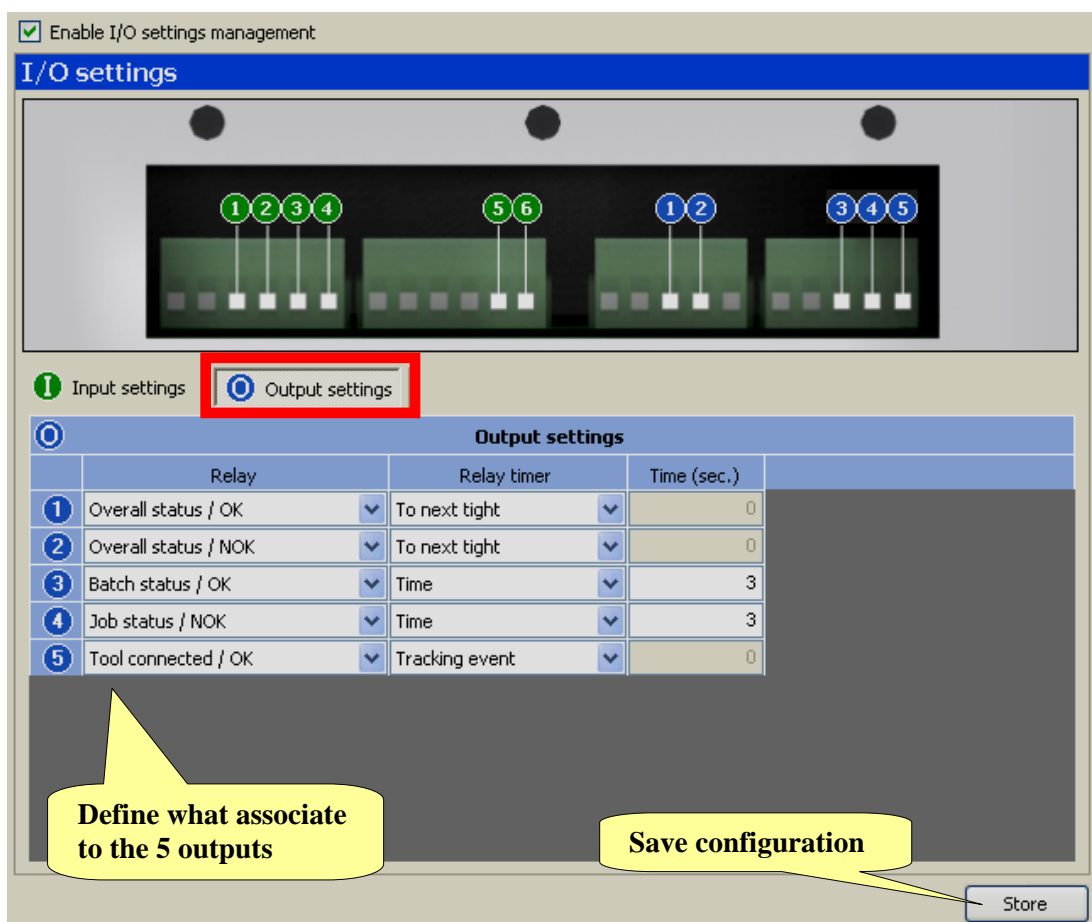 Enable I/O settings management
I/O settings
1 2 3 4 5 6 1 2 3 4 5
I Input settings O Output settings
O Output settings
Relay Relay timer Time (sec.)
1 Overall status / OK To next tight 0
2 Overall status / NOK To next tight 0
3 Batch status / OK Time 3
4 Job status / NOK Time 3
5 Tool connected / OK Tracking event 0
Define what associate
to the 5 outputs
Save configuration
Store